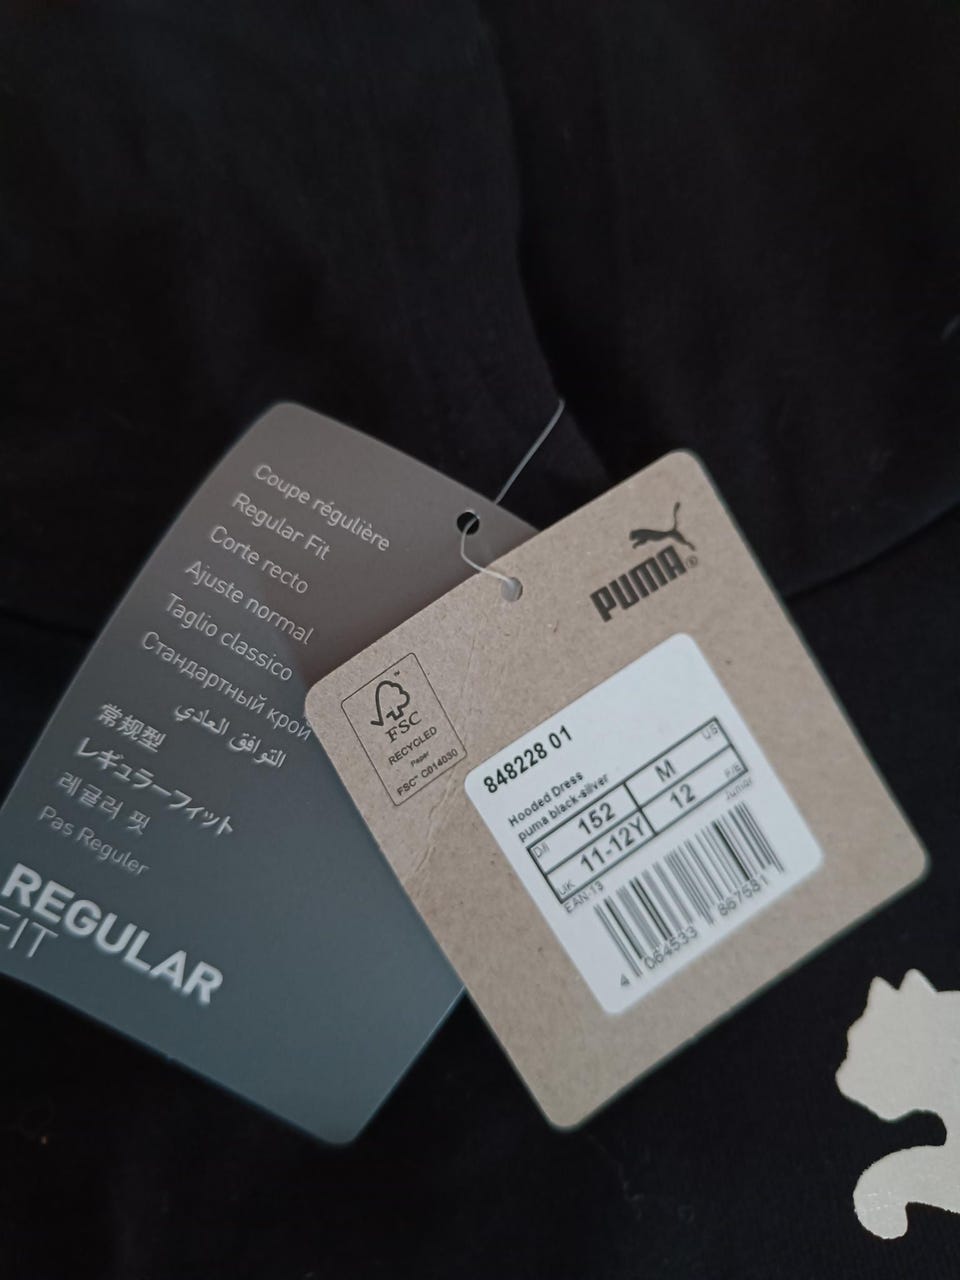 Coupe régulière
Regular Fit
Corte recto
Ajuste normal
Taglio classico
Стандартный крой
التوافق العادي
常规型
レギュラーフィット
레귤러 핏
Pas Reguler
REGULAR
FIT
PUMA®
FSC™
RECYCLED
Paper
FSC™ C014030
848228 01
Hooded Dress
puma black-silver
D/I 152 M US
UK 11-12Y 12 F/E
EAN-13 Junior
4 064533 867581